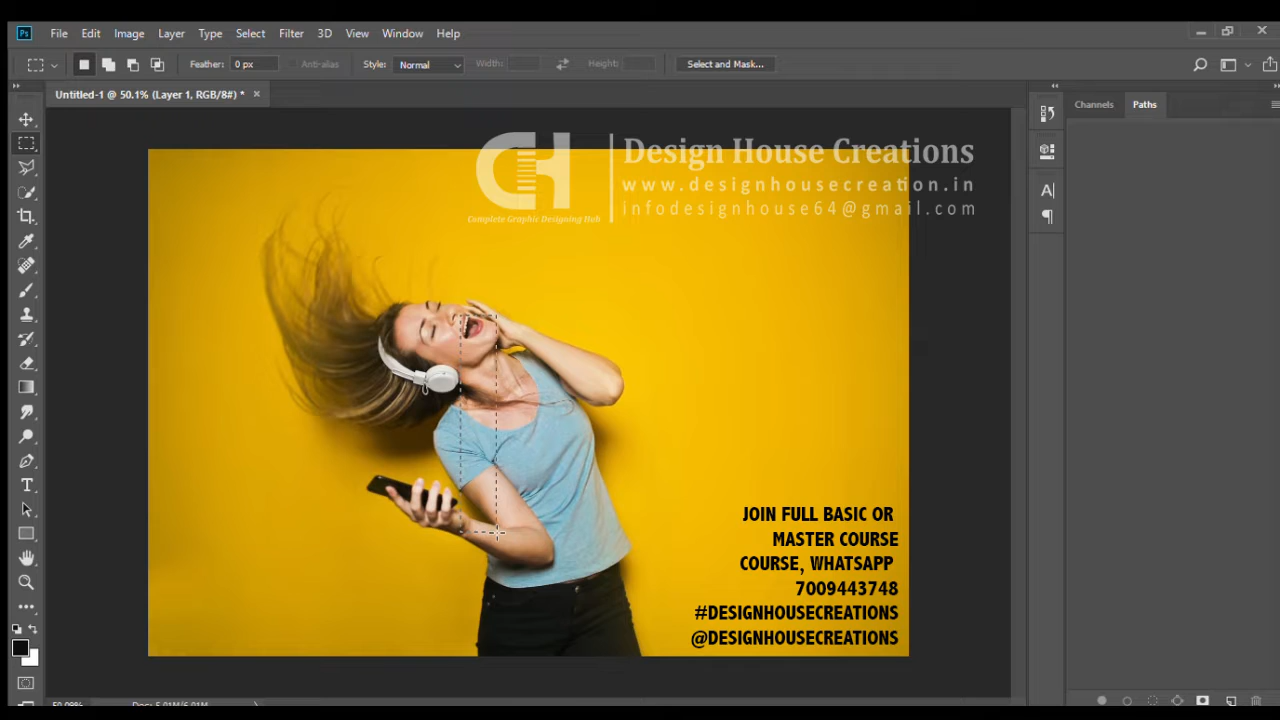 Ps File Edit Image Layer Type Select Filter 3D View Window Help
Feather: 0 px Anti-alias Style: Normal Width: Height: Select and Mask...
Untitled-1 @ 50.1% (Layer 1, RGB/8#) * ×
Channels Paths
Design House Creations
www.designhousecreation.in
infodesignhouse64@gmail.com
Complete Graphic Designing Hub
JOIN FULL BASIC OR
MASTER COURSE
COURSE, WHATSAPP
7009443748
#DESIGNHOUSECREATIONS
@DESIGNHOUSECREATIONS